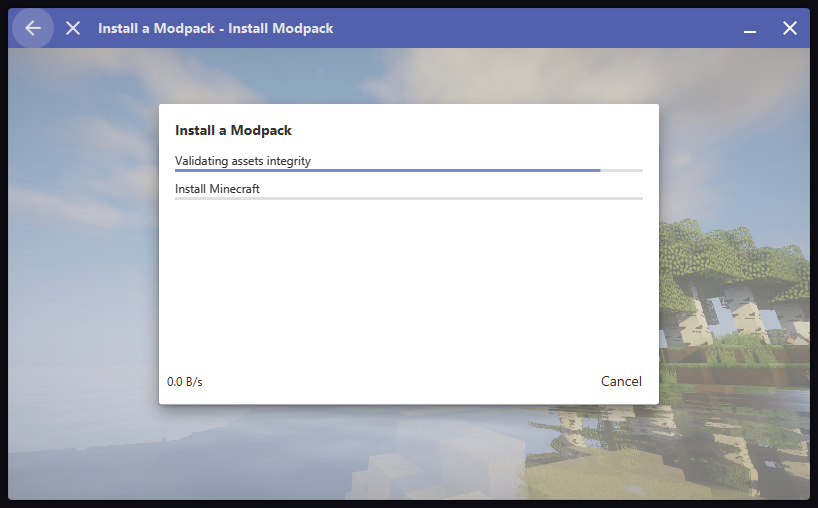 Install a Modpack - Install Modpack
Install a Modpack
Validating assets integrity
Install Minecraft
0.0 B/s
Cancel